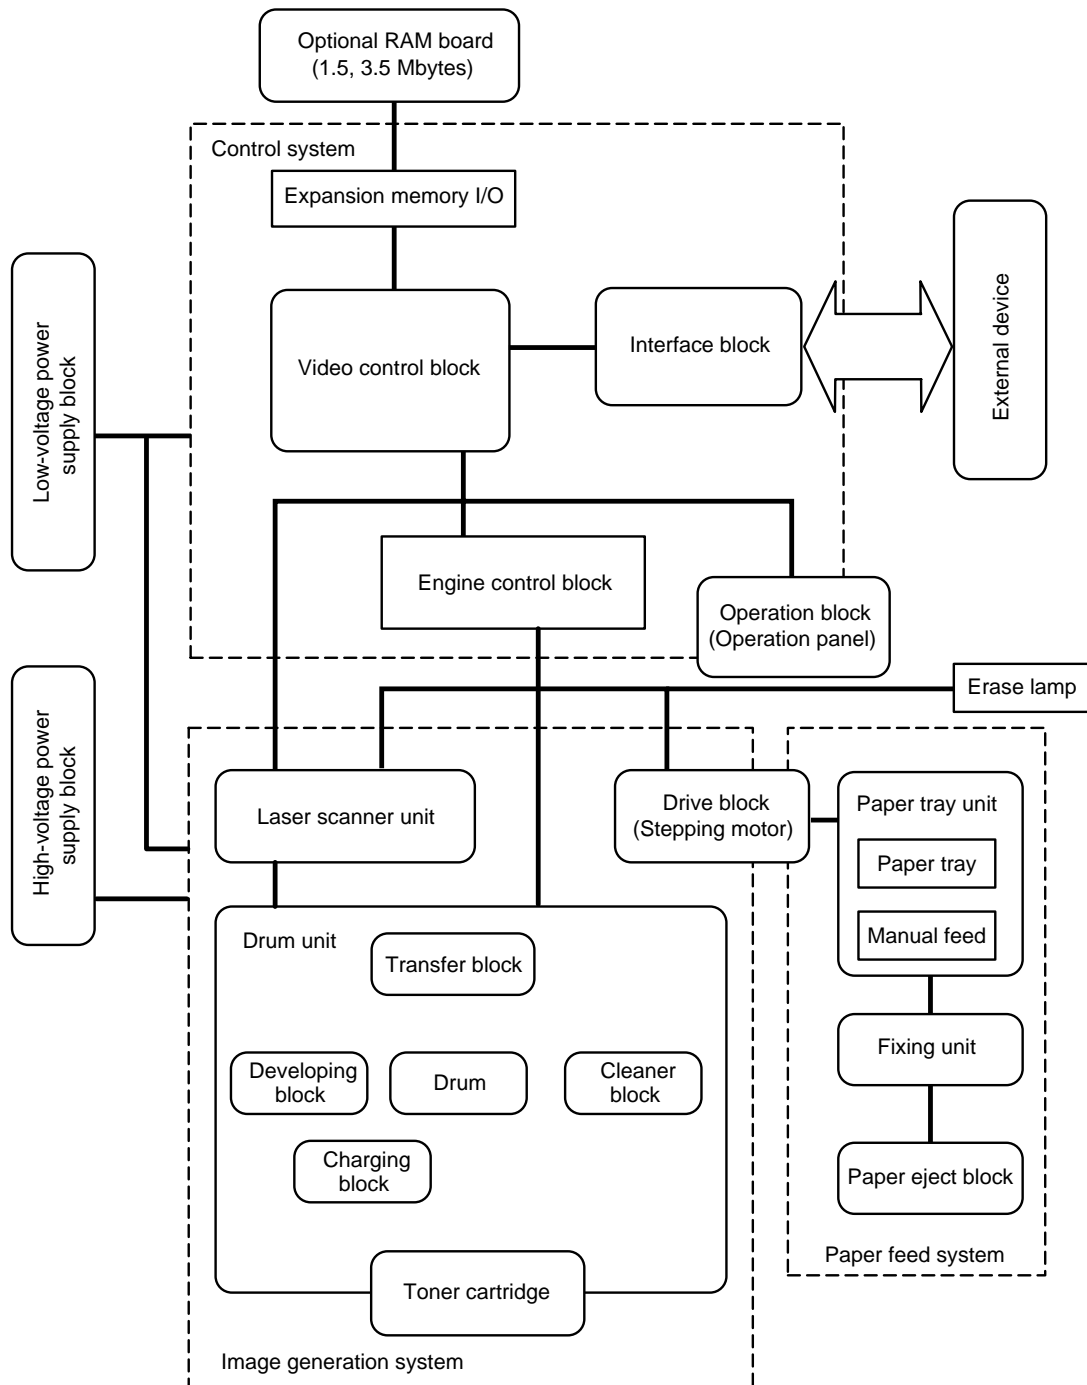 Optional RAM board
(1.5, 3.5 Mbytes)
Control system
Expansion memory I/O
Low-voltage power
supply block
Video control block
Interface block
External device
Engine control block
Operation block
(Operation panel)
High-voltage power
supply block
Erase lamp
Laser scanner unit
Drive block
(Stepping motor)
Paper tray unit
Paper tray
Manual feed
Drum unit
Transfer block
Developing
block
Drum
Cleaner
block
Charging
block
Fixing unit
Paper eject block
Paper feed system
Toner cartridge
Image generation system